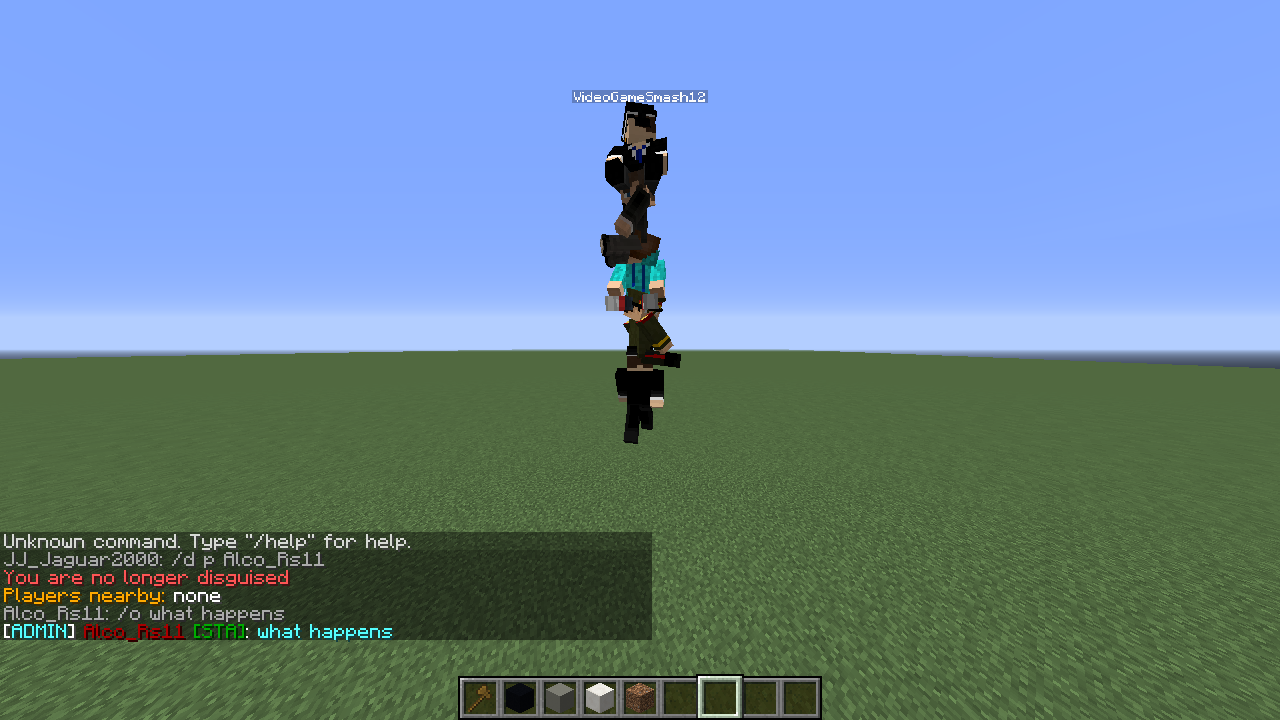 VideoGameSmash12
Unknown command. Type "/help" for help.
JJ_Jaguar2000: /d p Alco_Rs11
You are no longer disguised
Players nearby: none
Alco_Rs11: /o what happens
[ADMIN] Alco_Rs11 [STA]: what happens